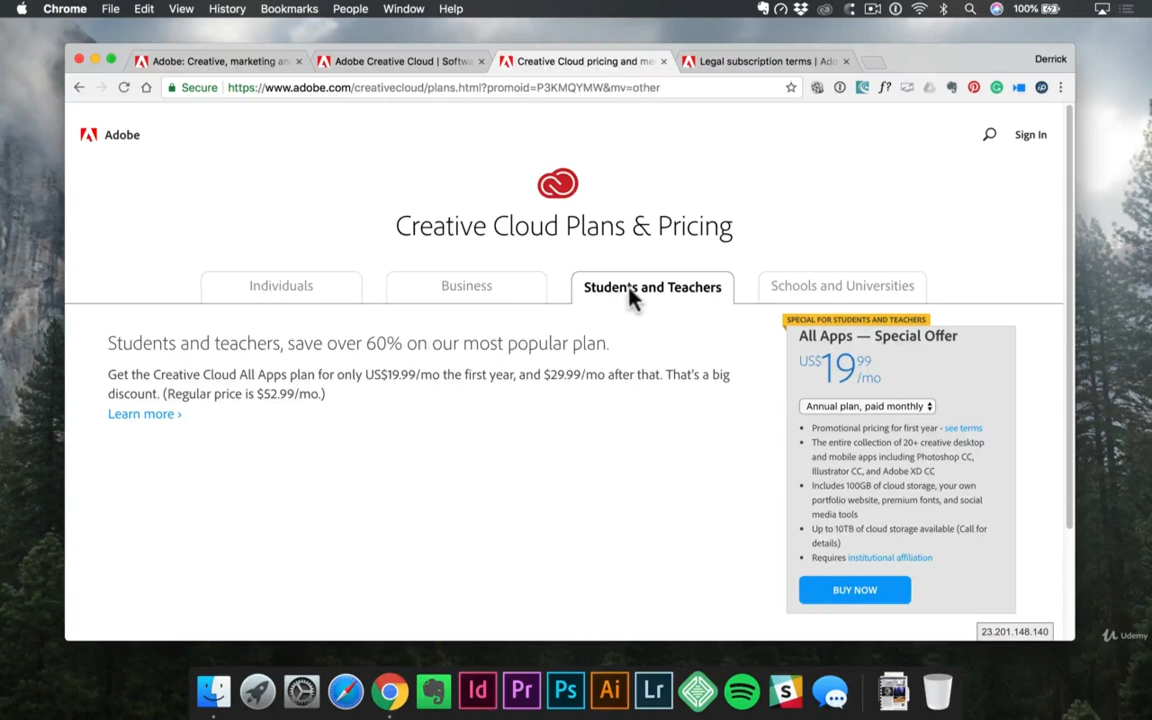 Chrome File Edit View History Bookmarks People Window Help 100%
Adobe: Creative, marketing an
Adobe Creative Cloud | Softwa
Creative Cloud pricing and me
Legal subscription terms | Ado
Derrick
Secure https://www.adobe.com/creativecloud/plans.html?promoid=P3KMQYMW&mv=other
f?
Adobe
Sign In
Creative Cloud Plans & Pricing
Individuals
Business
Students and Teachers
Schools and Universities
Students and teachers, save over 60% on our most popular plan.
Get the Creative Cloud All Apps plan for only US$19.99/mo the first year, and $29.99/mo after that. That's a big
discount. (Regular price is $52.99/mo.)
Learn more ›
SPECIAL FOR STUDENTS AND TEACHERS
All Apps — Special Offer
US$19.99/mo
Annual plan, paid monthly
• Promotional pricing for first year - see terms
• The entire collection of 20+ creative desktop
and mobile apps including Photoshop CC,
Illustrator CC, and Adobe XD CC
• Includes 100GB of cloud storage, your own
portfolio website, premium fonts, and social
media tools
• Up to 10TB of cloud storage available (Call for
details)
• Requires institutional affiliation
BUY NOW
23.201.148.140
Udemy
Id Pr Ps Ai Lr S